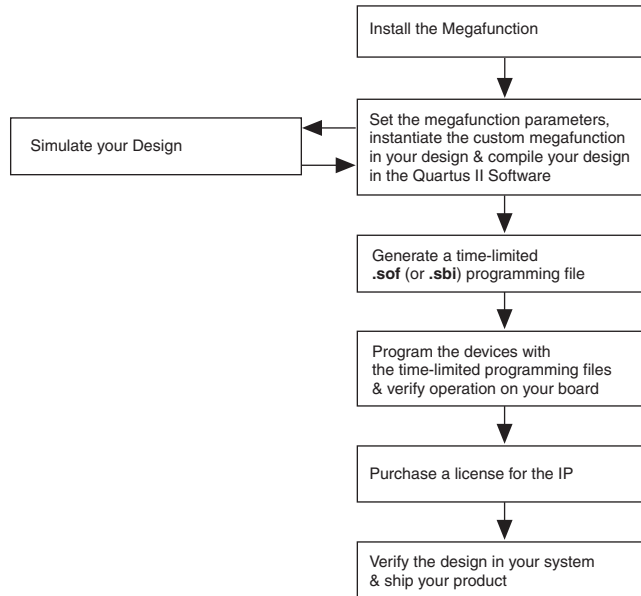 Install the Megafunction
Simulate your Design
Set the megafunction parameters,
instantiate the custom megafunction
in your design & compile your design
in the Quartus II Software
Generate a time-limited
.sof (or .sbi) programming file
Program the devices with
the time-limited programming files
& verify operation on your board
Purchase a license for the IP
Verify the design in your system
& ship your product